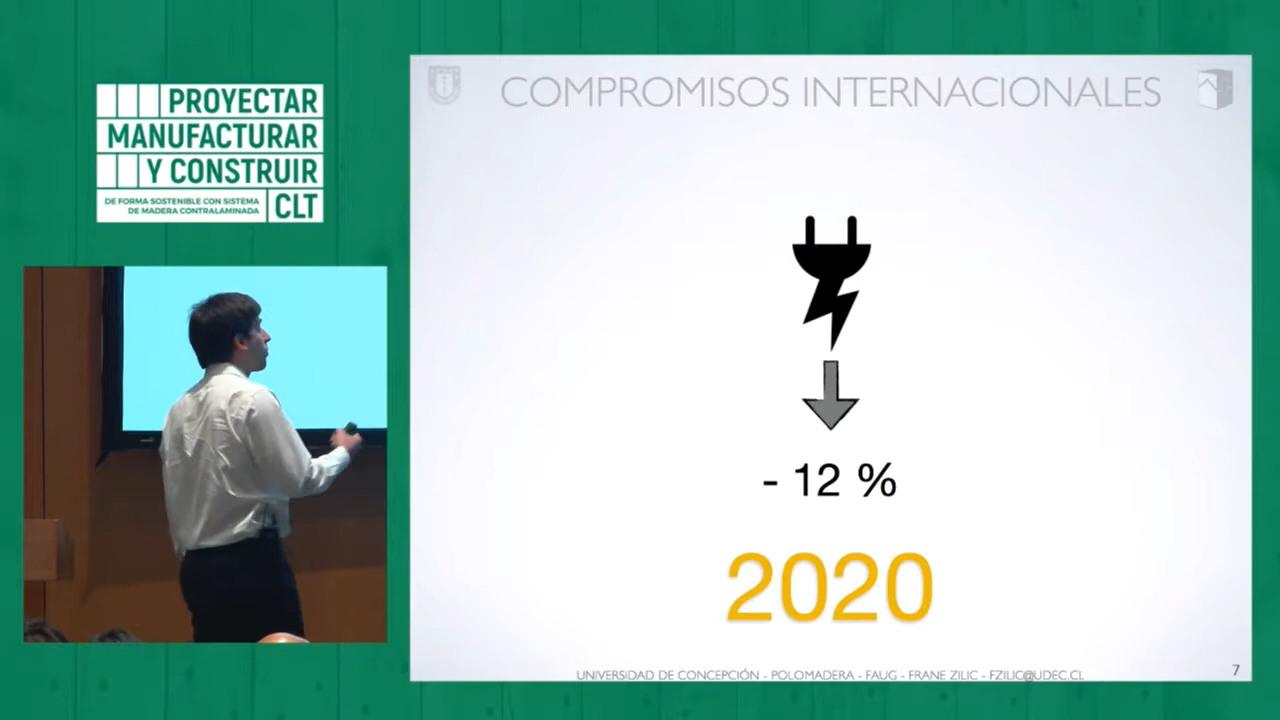 PROYECTAR
MANUFACTURAR
Y CONSTRUIR
DE FORMA SOSTENIBLE CON SISTEMA
DE MADERA CONTRALAMINADA
CLT
COMPROMISOS INTERNACIONALES
- 12 %
2020
UNIVERSIDAD DE CONCEPCIÓN - POLOMADERA - FAUG - FRANE ZILIC - FZILIC@UDEC.CL
7